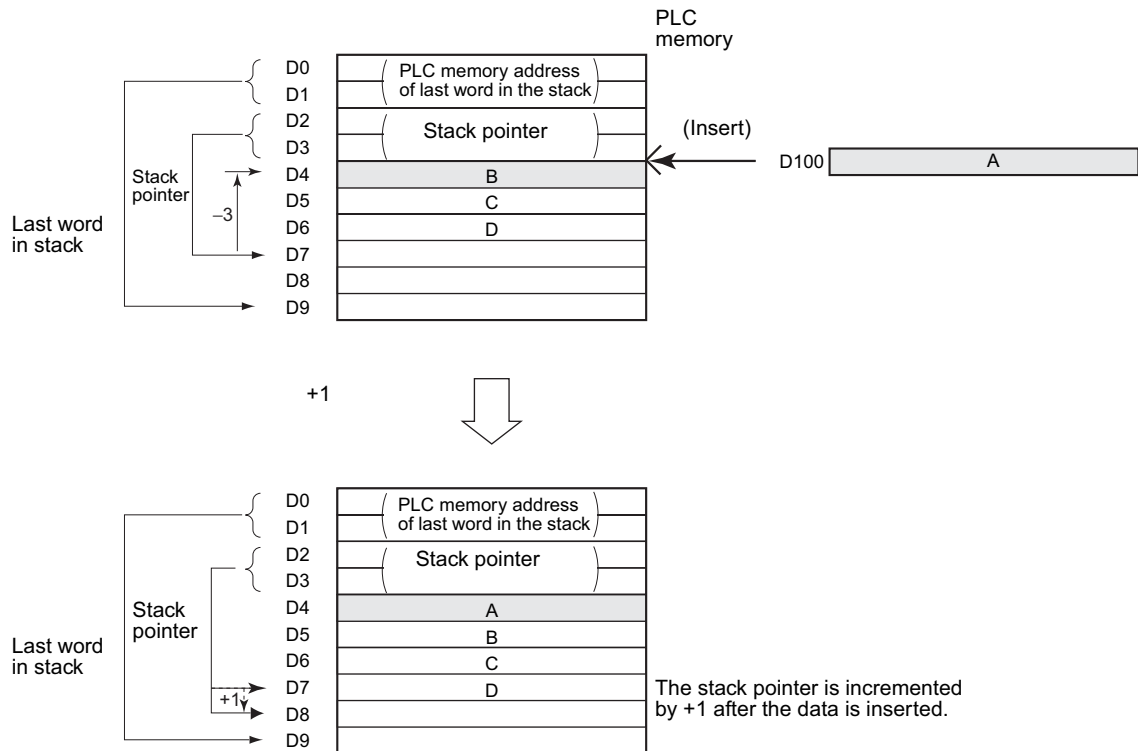 PLC
memory
D0
PLC memory address
of last word in the stack
D1
D2
Stack pointer
D3
(Insert)
D100
A
D4
B
Stack
pointer
D5
C
–3
D6
D
Last word
in stack
D7
D8
D9
+1
D0
PLC memory address
of last word in the stack
D1
D2
Stack pointer
D3
D4
A
Stack
pointer
D5
B
Last word
in stack
D6
C
D7
D
The stack pointer is incremented
by +1 after the data is inserted.
+1
D8
D9